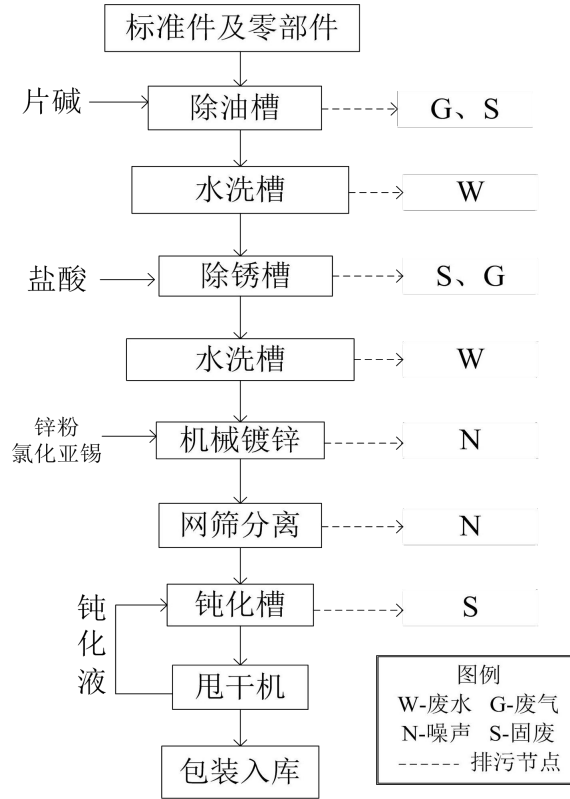 标准件及零部件
片碱
除油槽
G、S
水洗槽
W
盐酸
除锈槽
S、G
水洗槽
W
锌粉
氯化亚锡
机械镀锌
N
网筛分离
N
钝化液
钝化槽
S
甩干机
包装入库
图例
W-废水 G-废气
N-噪声 S-固废
排污节点